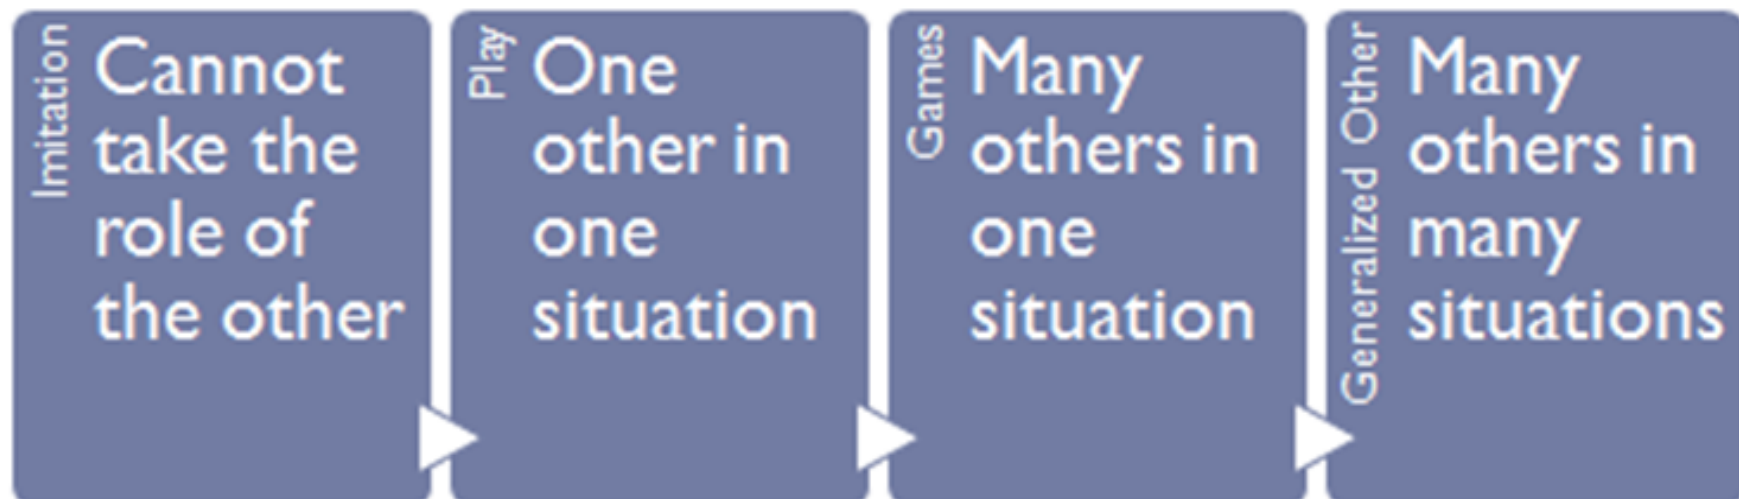 Imitation
Cannot
take the
role of
the other
Play
One
other in
one
situation
Games
Many
others in
one
situation
Generalized Other
Many
others in
many
situations